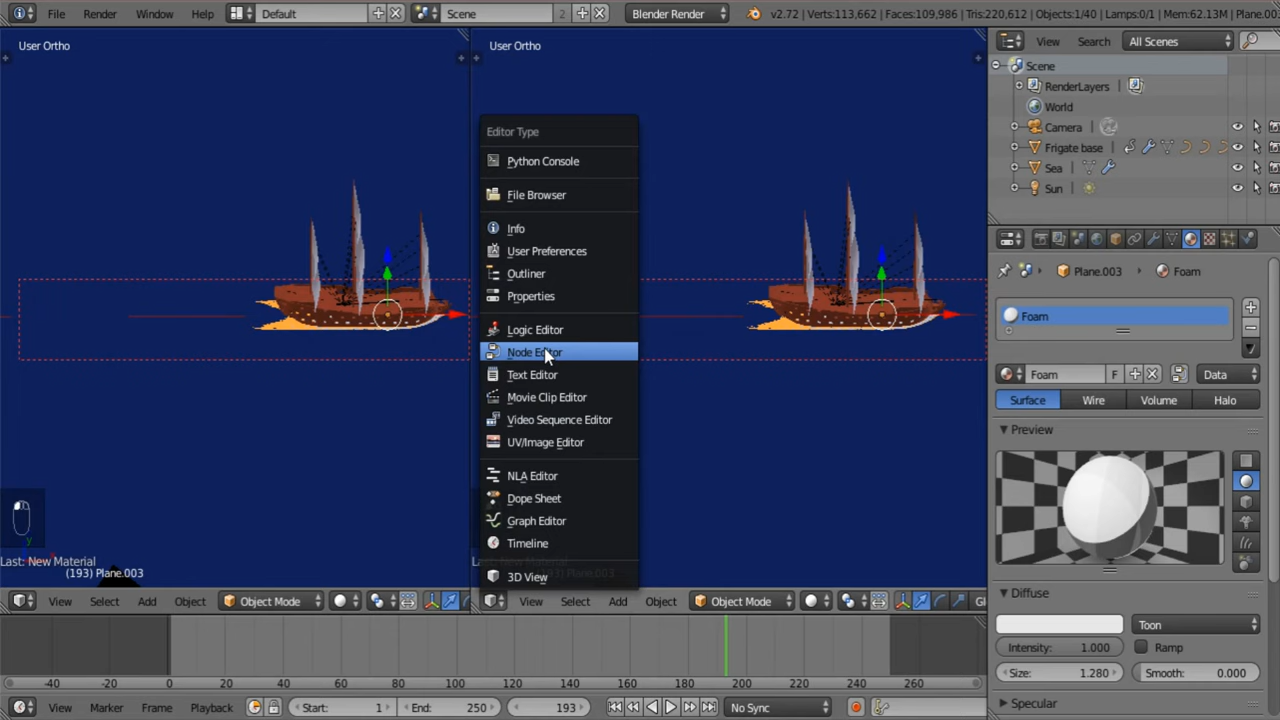 File Render Window Help Default Scene 2 Blender Render v2.72 | Verts:113,662 | Faces:109,986 | Tris:220,612 | Objects:1/40 | Lamps:0/1 | Mem:62.13M | Plane.00
User Ortho
User Ortho
View Search All Scenes
Scene
RenderLayers
World
Camera
Frigate base
Sea
Sun
Editor Type
Python Console
File Browser
Info
User Preferences
Outliner
Properties
Logic Editor
Node Editor
Text Editor
Movie Clip Editor
Video Sequence Editor
UV/Image Editor
NLA Editor
Dope Sheet
Graph Editor
Timeline
3D View
Plane.003 Foam
Foam
Foam F Data
Surface Wire Volume Halo
Preview
Diffuse
Toon
Intensity: 1.000 Ramp
Size: 1.280 Smooth: 0.000
Specular
y
Last: New Material
(193) Plane.003
Last: New Material
(193) Plane.003
View Select Add Object Object Mode
View Select Add Object Object Mode Gl
-40 -20 0 20 40 60 80 100 120 140 160 180 200 220 240 260
View Marker Frame Playback Start: 1 End: 250 193 No Sync